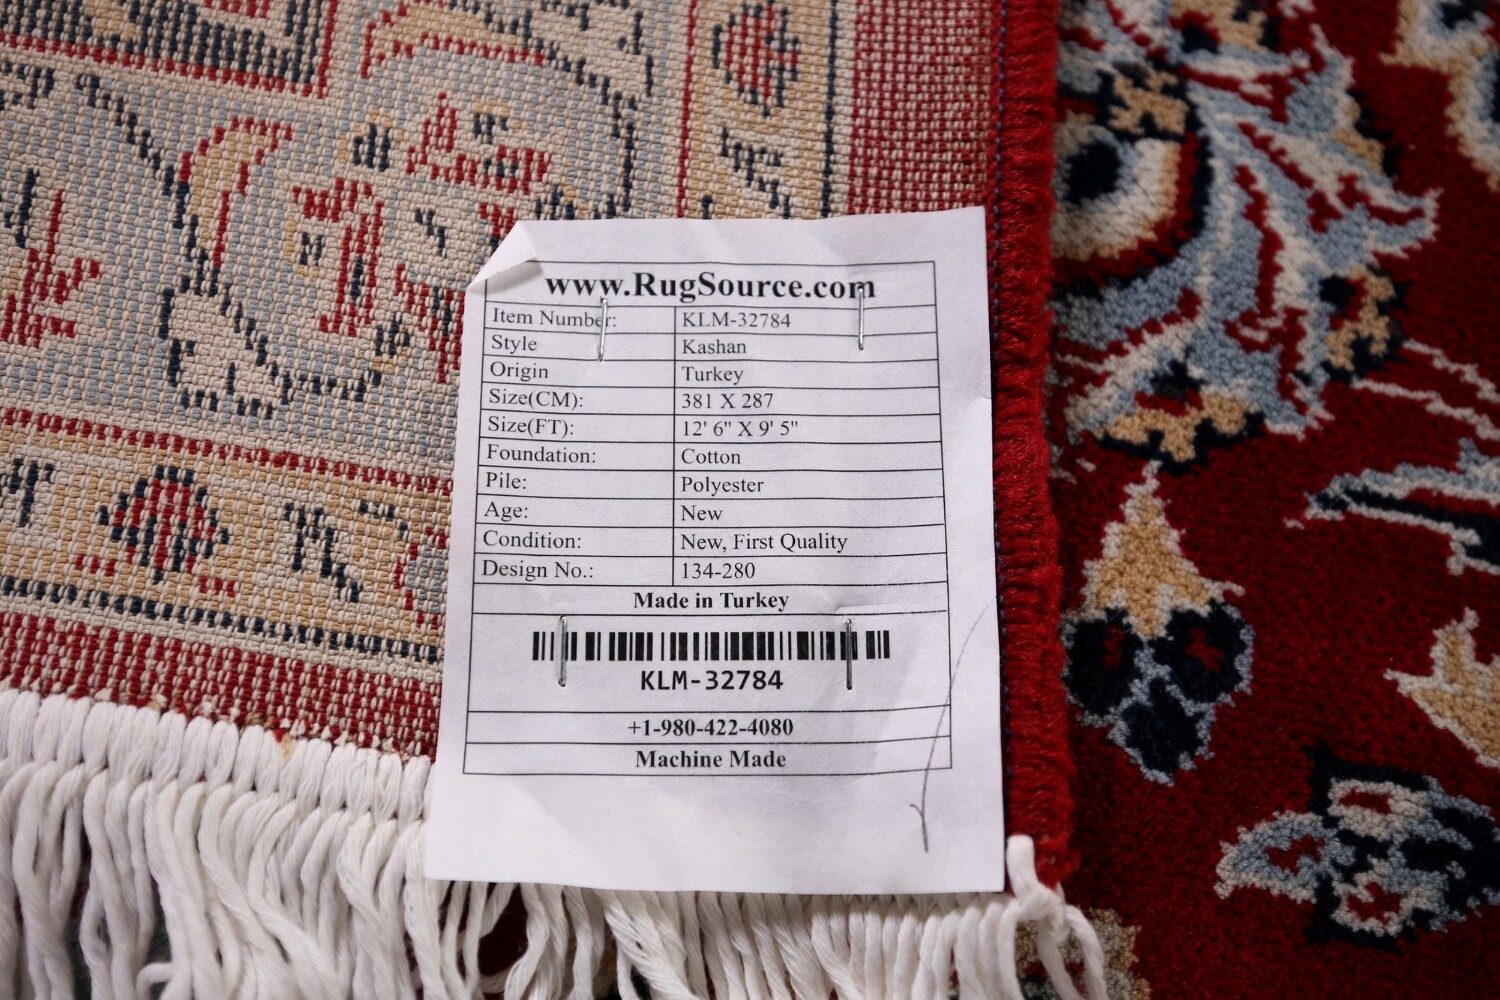 www.RugSource.com
Item Number: KLM-32784
Style Kashan
Origin Turkey
Size(CM): 381 X 287
Size(FT): 12' 6" X 9' 5"
Foundation: Cotton
Pile: Polyester
Age: New
Condition: New, First Quality
Design No.: 134-280
Made in Turkey
KLM-32784
+1-980-422-4080
Machine Made